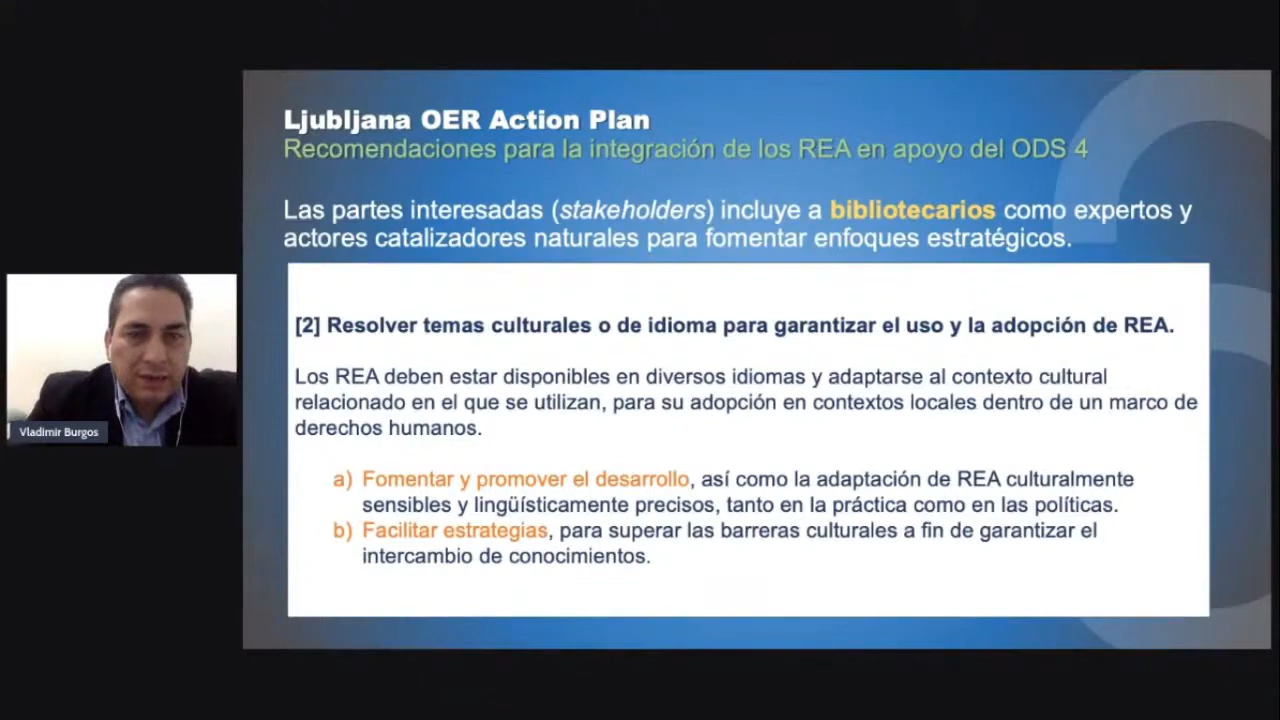 Ljubljana OER Action Plan
Recomendaciones para la integración de los REA en apoyo del ODS 4
Las partes interesadas (stakeholders) incluye a bibliotecarios como expertos y
actores catalizadores naturales para fomentar enfoques estratégicos.
[2] Resolver temas culturales o de idioma para garantizar el uso y la adopción de REA.
Los REA deben estar disponibles en diversos idiomas y adaptarse al contexto cultural
relacionado en el que se utilizan, para su adopción en contextos locales dentro de un marco de
derechos humanos.
a) Fomentar y promover el desarrollo, así como la adaptación de REA culturalmente
sensibles y lingüísticamente precisos, tanto en la práctica como en las políticas.
b) Facilitar estrategias, para superar las barreras culturales a fin de garantizar el
intercambio de conocimientos.
Vladimir Burgos